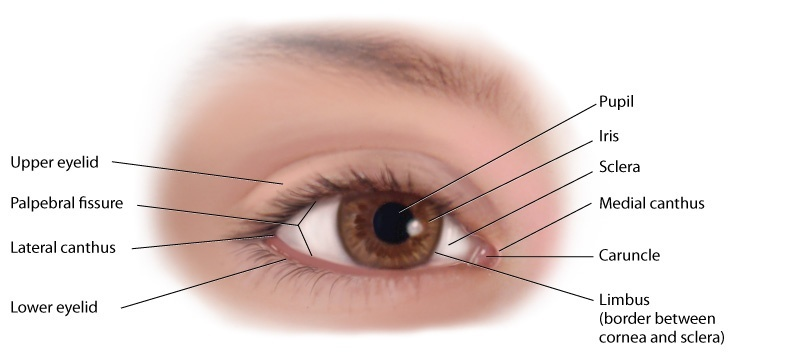 Upper eyelid
Palpebral fissure
Lateral canthus
Lower eyelid
Pupil
Iris
Sclera
Medial canthus
Caruncle
Limbus
(border between
cornea and sclera)